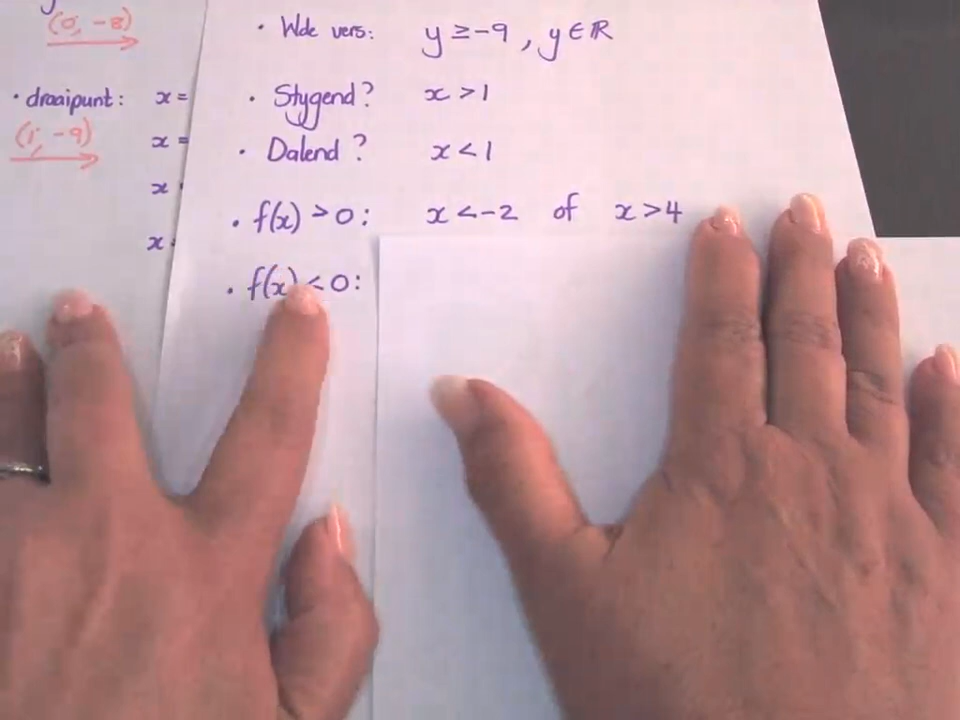 (0; -8)
• draaipunt: x =
(1; -9) x =
x
x
• Wde vers: y ≥ -9, y ∈ ℝ
• Stygend? x > 1
• Dalend? x < 1
• f(x) > 0: x < -2 of x > 4
• f(x) < 0: